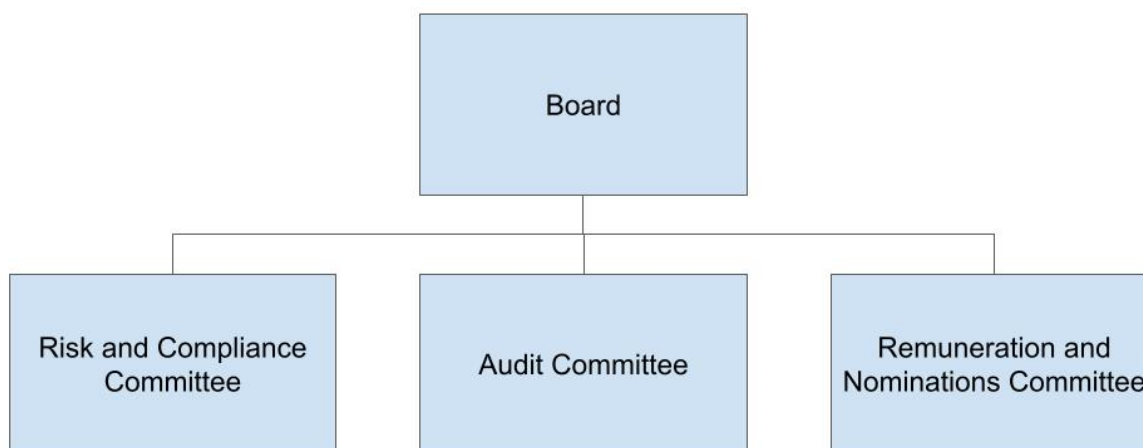 Board
Risk and Compliance
Committee
Audit Committee
Remuneration and
Nominations Committee